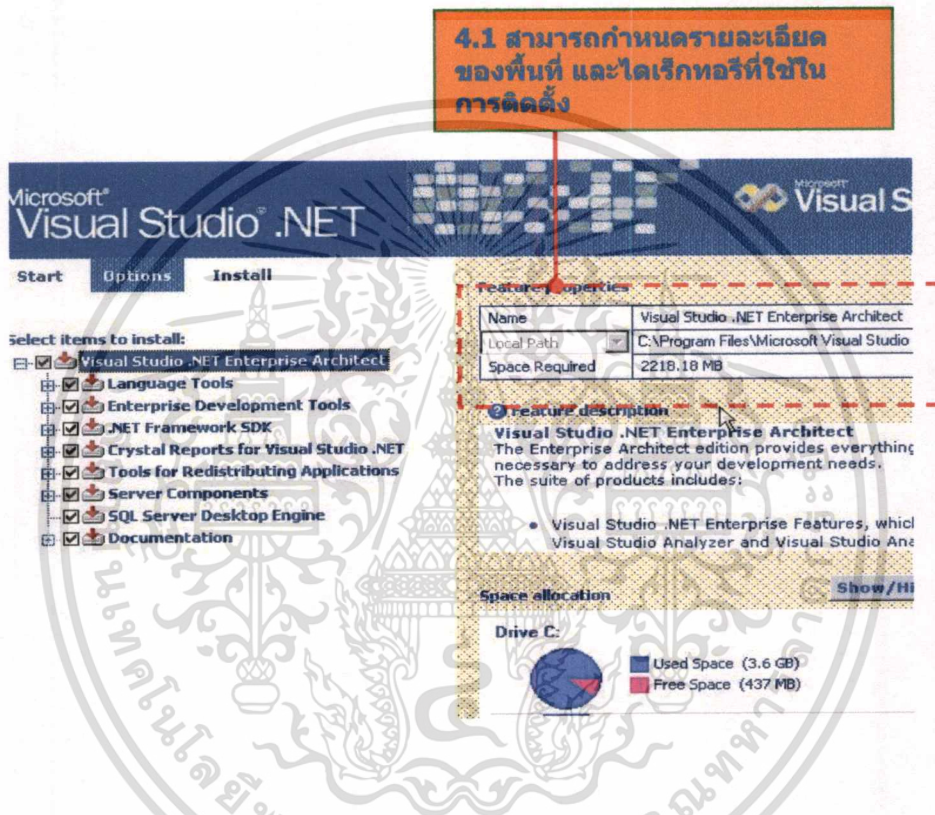 4.1 สามารถกำหนดรายละเอียด
ของพื้นที่ และไดเร็กทอรีที่ใช้ใน
การติดตั้ง
Microsoft®
Visual Studio® .NET
Microsoft®
Visual S
Start Options Install
Feature properties
Name Visual Studio .NET Enterprise Architect
Local Path C:\Program Files\Microsoft Visual Studio
Space Required 2218.18 MB
Select items to install:
Visual Studio .NET Enterprise Architect
Language Tools
Enterprise Development Tools
.NET Framework SDK
Crystal Reports for Visual Studio .NET
Tools for Redistributing Applications
Server Components
SQL Server Desktop Engine
Documentation
Feature description
Visual Studio .NET Enterprise Architect
The Enterprise Architect edition provides everything
necessary to address your development needs.
The suite of products includes:
• Visual Studio .NET Enterprise Features, whicl
Visual Studio Analyzer and Visual Studio Ana
Space allocation Show/Hi
Drive C:
Used Space (3.6 GB)
Free Space (437 MB)